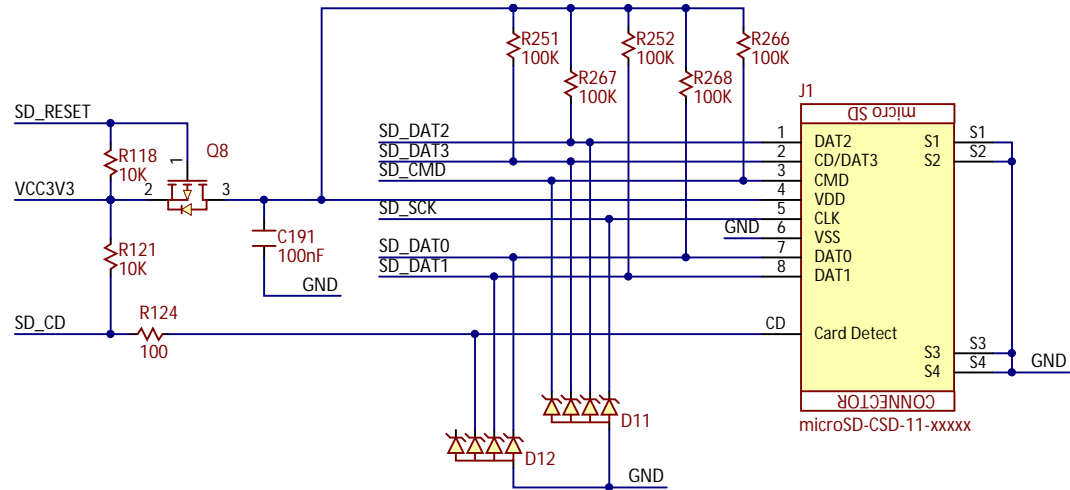 R251
100K
R252
100K
R266
100K
R267
100K
R268
100K
J1
micro SD
SD_RESET
R118
10K
1
Q8
VCC3V3
2
3
R121
10K
C191
100nF
GND
SD_CD
R124
100
SD_DAT2
SD_DAT3
SD_CMD
SD_SCK
GND
SD_DAT0
SD_DAT1
1 DAT2
2 CD/DAT3
3 CMD
4 VDD
5 CLK
6 VSS
7 DAT0
8 DAT1
CD Card Detect
S1 S1
S2 S2
S3 S3
S4 S4
GND
CONNECTOR
microSD-CSD-11-xxxxx
D11
D12
GND